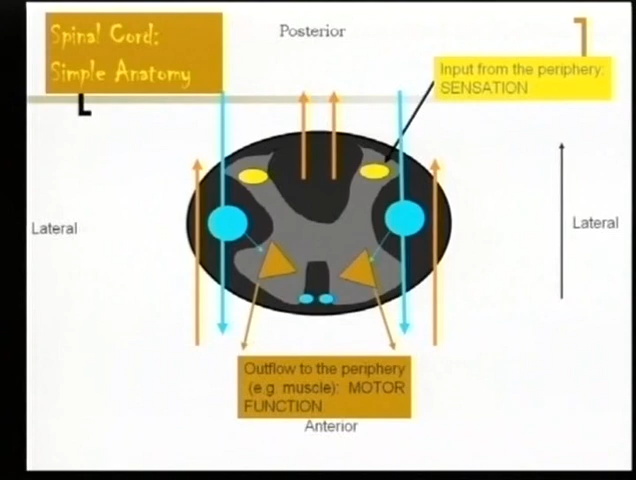 Spinal Cord:
Simple Anatomy
Posterior
Input from the periphery:
SENSATION
Lateral
Lateral
Outflow to the periphery
(e.g. muscle): MOTOR
FUNCTION
Anterior